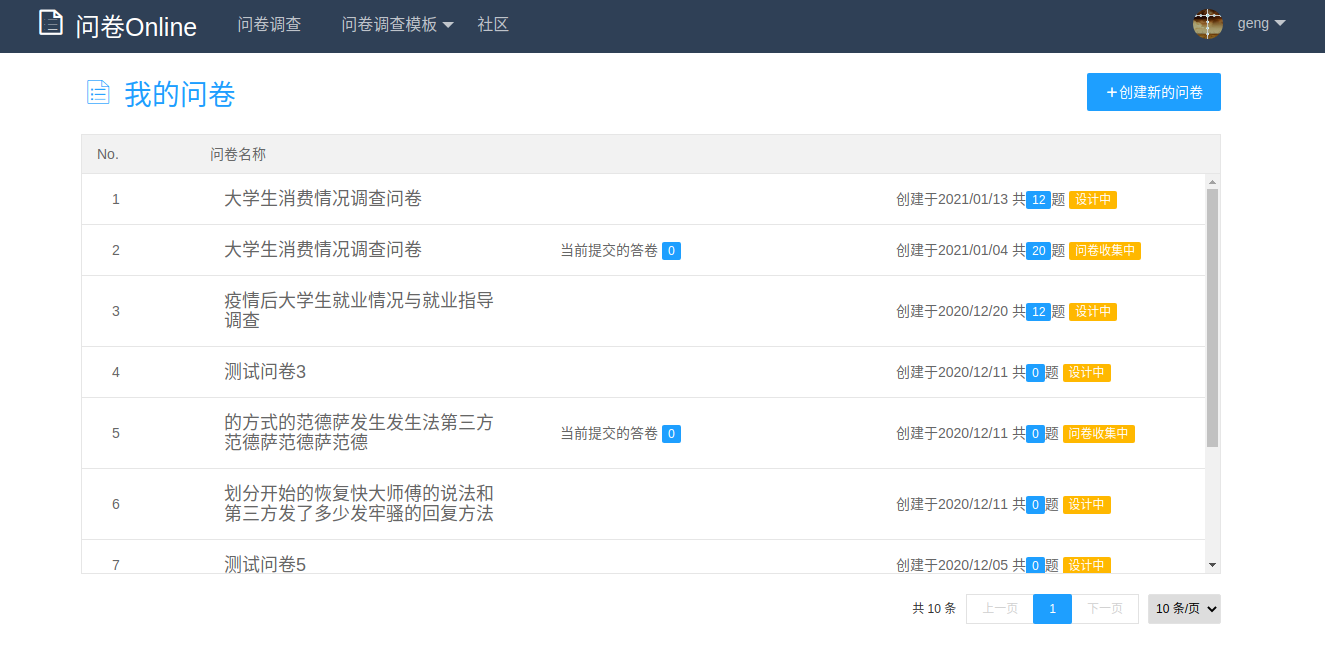 问卷Online 问卷调查 问卷调查模板 社区 geng
我的问卷 +创建新的问卷
No. 问卷名称
1 大学生消费情况调查问卷 创建于2021/01/13 共12题 设计中
2 大学生消费情况调查问卷 当前提交的答卷 0 创建于2021/01/04 共20题 问卷收集中
3 疫情后大学生就业情况与就业指导
调查 创建于2020/12/20 共12题 设计中
4 测试问卷3 创建于2020/12/11 共0题 设计中
5 的方式的范德萨发生发生法第三方
范德萨范德萨范德 当前提交的答卷 0 创建于2020/12/11 共0题 问卷收集中
6 划分开始的恢复快大师傅的说法和
第三方发了多少发牢骚的回复方法 创建于2020/12/11 共0题 设计中
7 测试问卷5 创建于2020/12/05 共0题 设计中
共 10 条 上一页 1 下一页 10 条/页